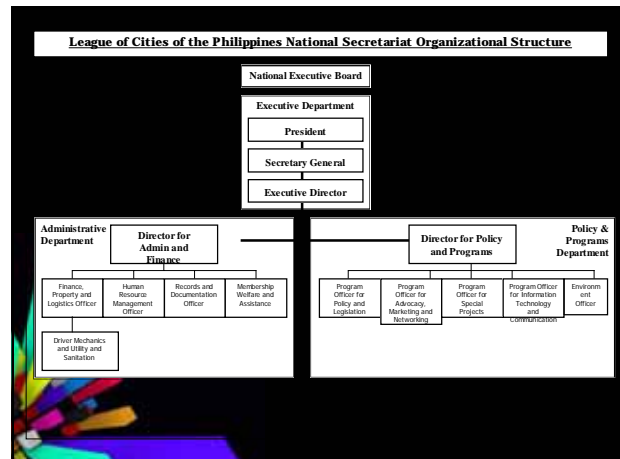 League of Cities of the Philippines National Secretariat Organizational Structure
National Executive Board
Executive Department
President
Secretary General
Executive Director
Administrative
Department
Director for
Admin and
Finance
Finance,
Property and
Logistics Officer
Human
Resource
Management
Officer
Records and
Documentation
Officer
Membership
Welfare and
Assistance
Driver Mechanics
and Utility and
Sanitation
Director for Policy
and Programs
Policy &
Programs
Department
Program
Officer for
Policy and
Legislation
Program
Officer for
Advocacy,
Marketing and
Networking
Program
Officer for
Special
Projects
Program Officer
for Information
Technology
and
Communication
Environm
ent
Officer